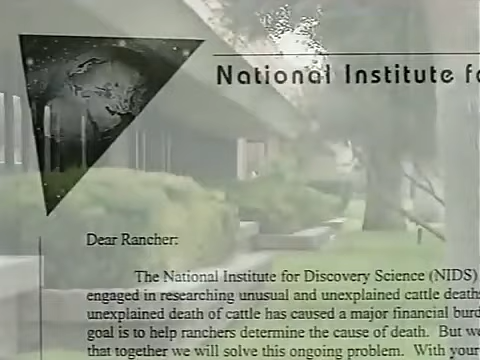 National Institute f
Dear Rancher:
The National Institute for Discovery Science (NIDS)
engaged in researching unusual and unexplained cattle deaths
unexplained death of cattle has caused a major financial burd
goal is to help ranchers determine the cause of death. But we
that together we will solve this ongoing problem. With your